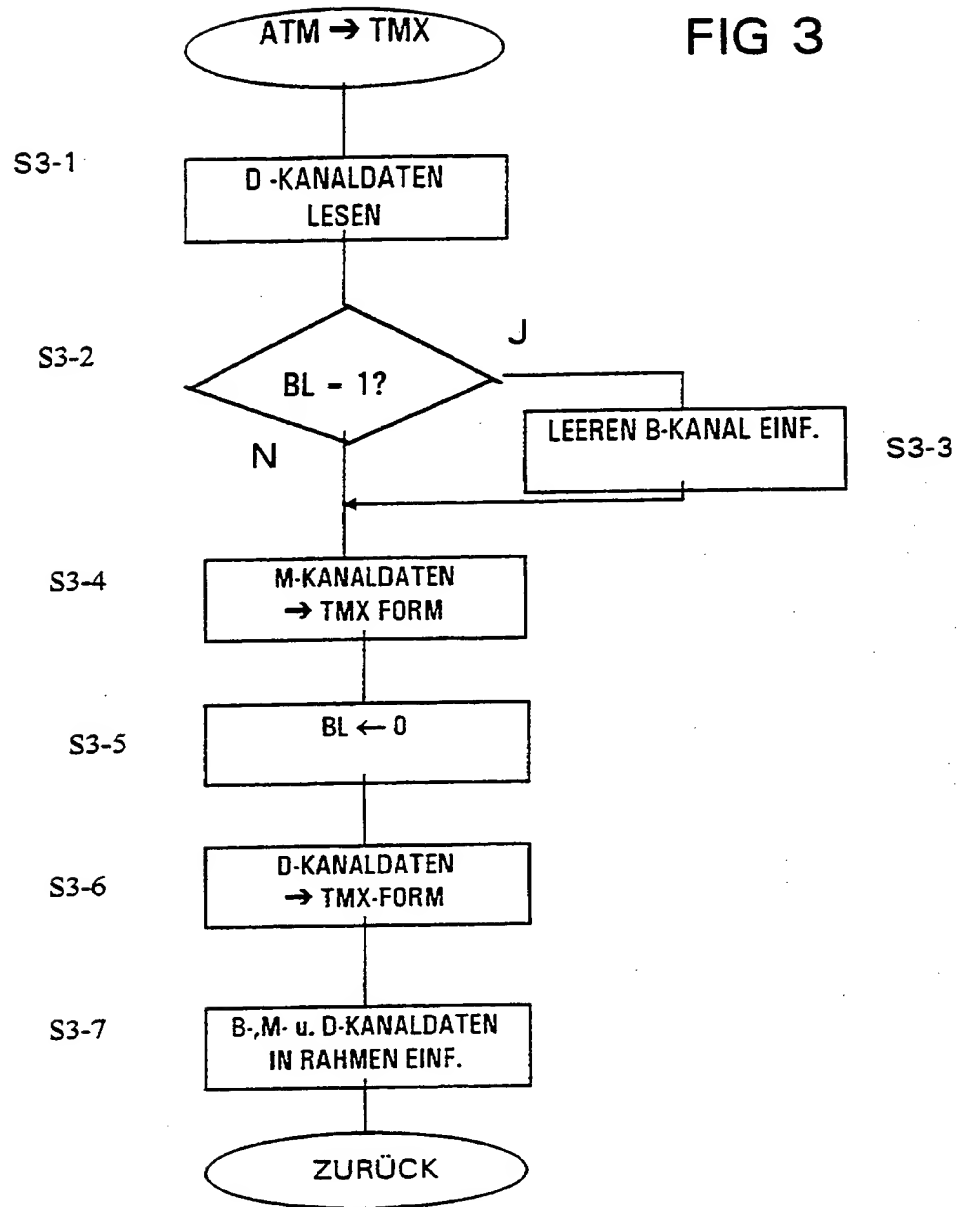 ATM → TMX
FIG 3
S3-1
D-KANALDATEN
LESEN
S3-2
BL = 1?
J
N
LEEREN B-KANAL EINF.
S3-3
S3-4
M-KANALDATEN
→ TMX FORM
S3-5
BL ← 0
S3-6
D-KANALDATEN
→ TMX-FORM
S3-7
B-,M- u. D-KANALDATEN
IN RAHMEN EINF.
ZURÜCK